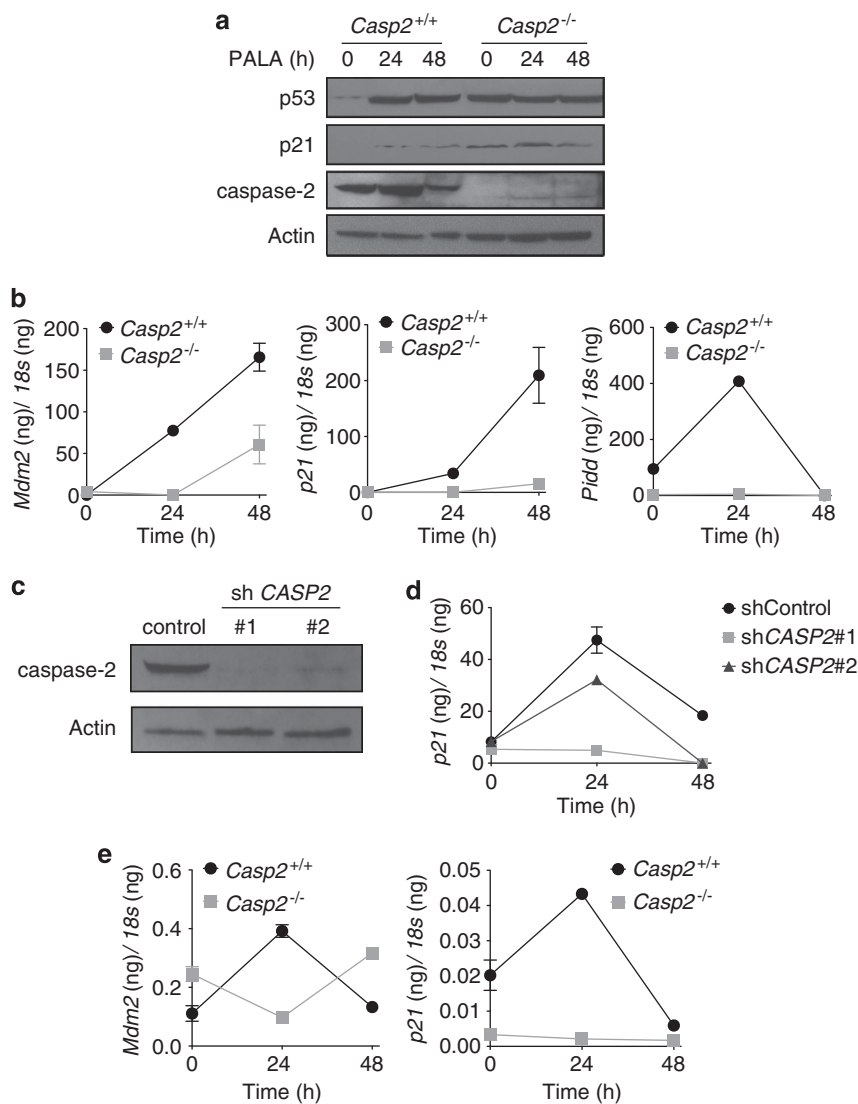 a
Casp2+/+ Casp2-/-
PALA (h) 0 24 48 0 24 48
p53
p21
caspase-2
Actin
b
Mdm2 (ng)/ 18s (ng)
200
150
100
50
0
Casp2+/+
Casp2-/-
0 24 48
Time (h)
p21 (ng)/ 18s (ng)
300
200
100
0
Casp2+/+
Casp2-/-
0 24 48
Time (h)
Pidd (ng)/ 18s (ng)
600
400
200
0
Casp2+/+
Casp2-/-
0 24 48
Time (h)
c
sh CASP2
control #1 #2
caspase-2
Actin
d
p21 (ng)/ 18s (ng)
60
40
20
0
0 24 48
Time (h)
shControl
shCASP2#1
shCASP2#2
e
Mdm2 (ng)/ 18s (ng)
0.6
0.4
0.2
0.0
Casp2+/+
Casp2-/-
0 24 48
Time (h)
p21 (ng)/ 18s (ng)
0.05
0.04
0.03
0.02
0.01
0.00
Casp2+/+
Casp2-/-
0 24 48
Time (h)